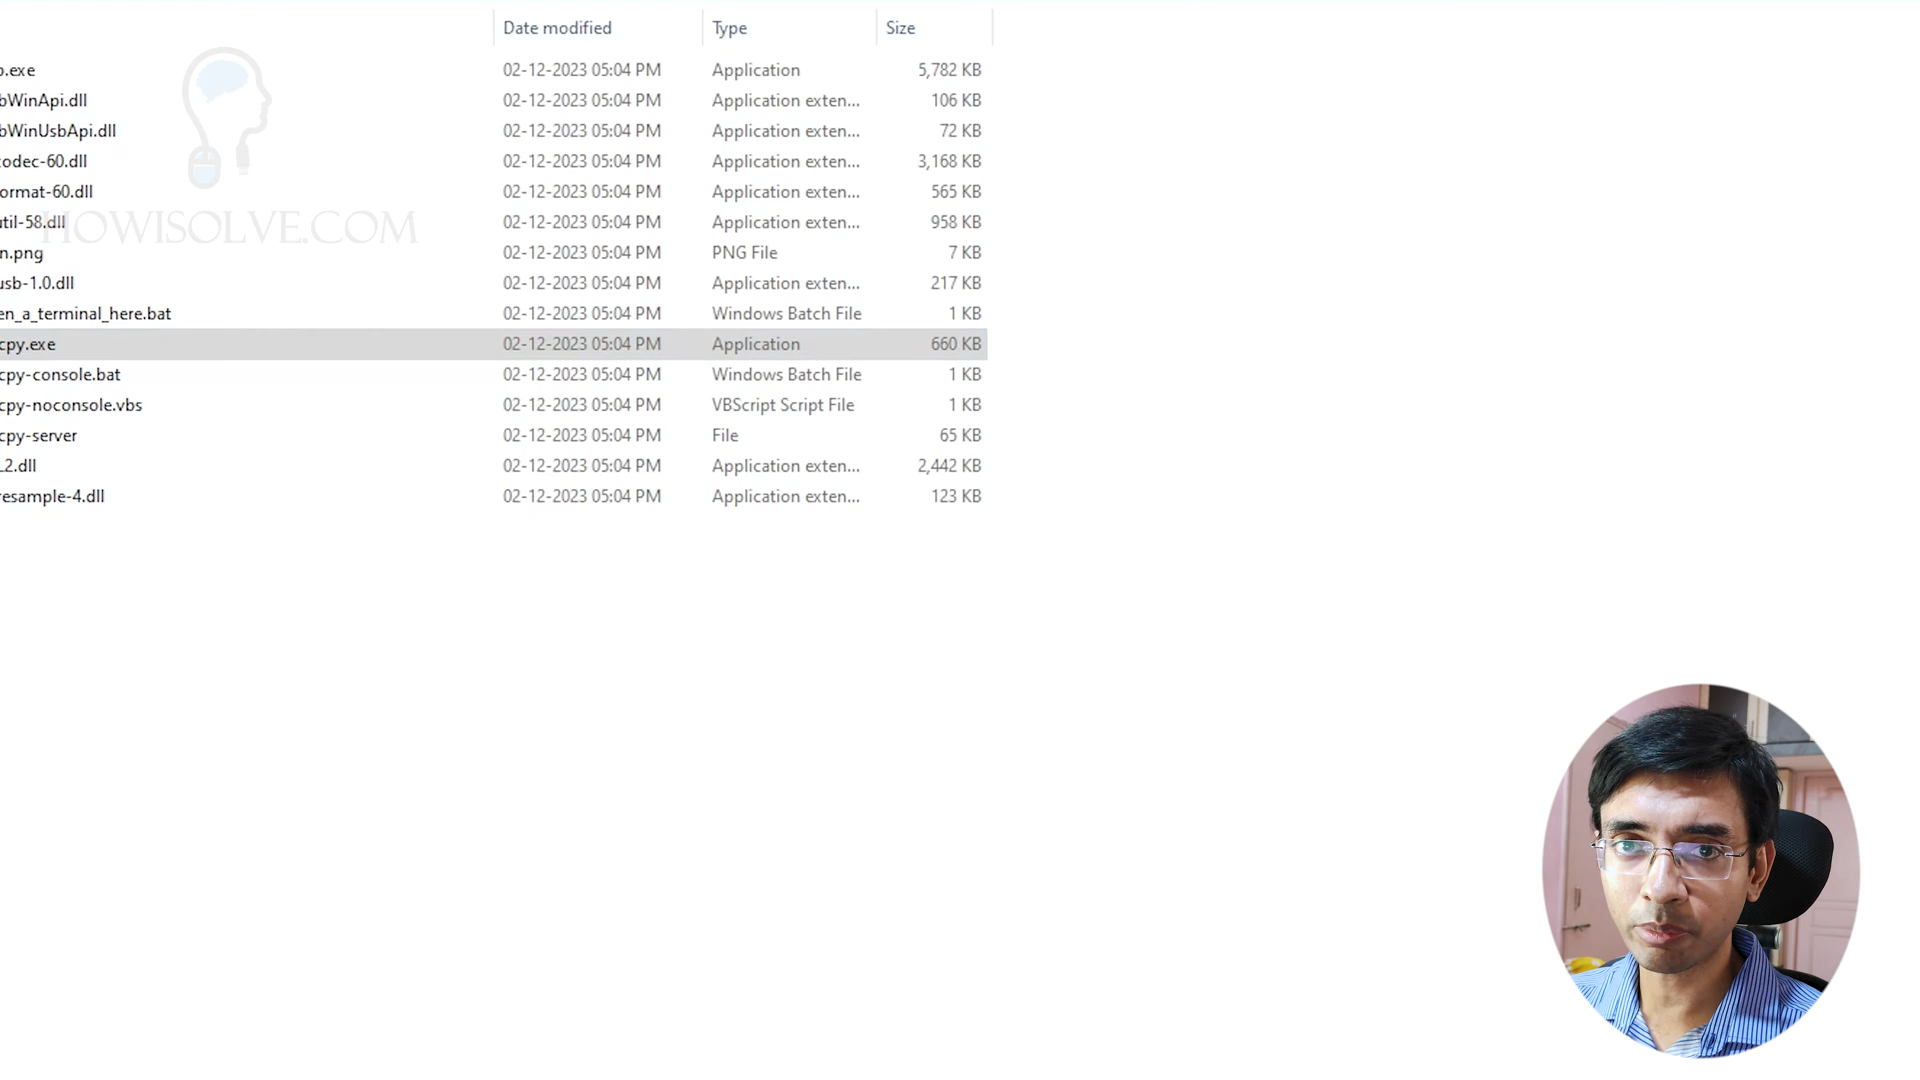 Date modified Type Size
p.exe 02-12-2023 05:04 PM Application 5,782 KB
bWinApi.dll 02-12-2023 05:04 PM Application exten... 106 KB
bWinUsbApi.dll 02-12-2023 05:04 PM Application exten... 72 KB
codec-60.dll 02-12-2023 05:04 PM Application exten... 3,168 KB
ormat-60.dll 02-12-2023 05:04 PM Application exten... 565 KB
util-58.dll 02-12-2023 05:04 PM Application exten... 958 KB
HOWISOLVE.COM
n.png 02-12-2023 05:04 PM PNG File 7 KB
usb-1.0.dll 02-12-2023 05:04 PM Application exten... 217 KB
en_a_terminal_here.bat 02-12-2023 05:04 PM Windows Batch File 1 KB
cpy.exe 02-12-2023 05:04 PM Application 660 KB
cpy-console.bat 02-12-2023 05:04 PM Windows Batch File 1 KB
cpy-noconsole.vbs 02-12-2023 05:04 PM VBScript Script File 1 KB
cpy-server 02-12-2023 05:04 PM File 65 KB
L2.dll 02-12-2023 05:04 PM Application exten... 2,442 KB
resample-4.dll 02-12-2023 05:04 PM Application exten... 123 KB